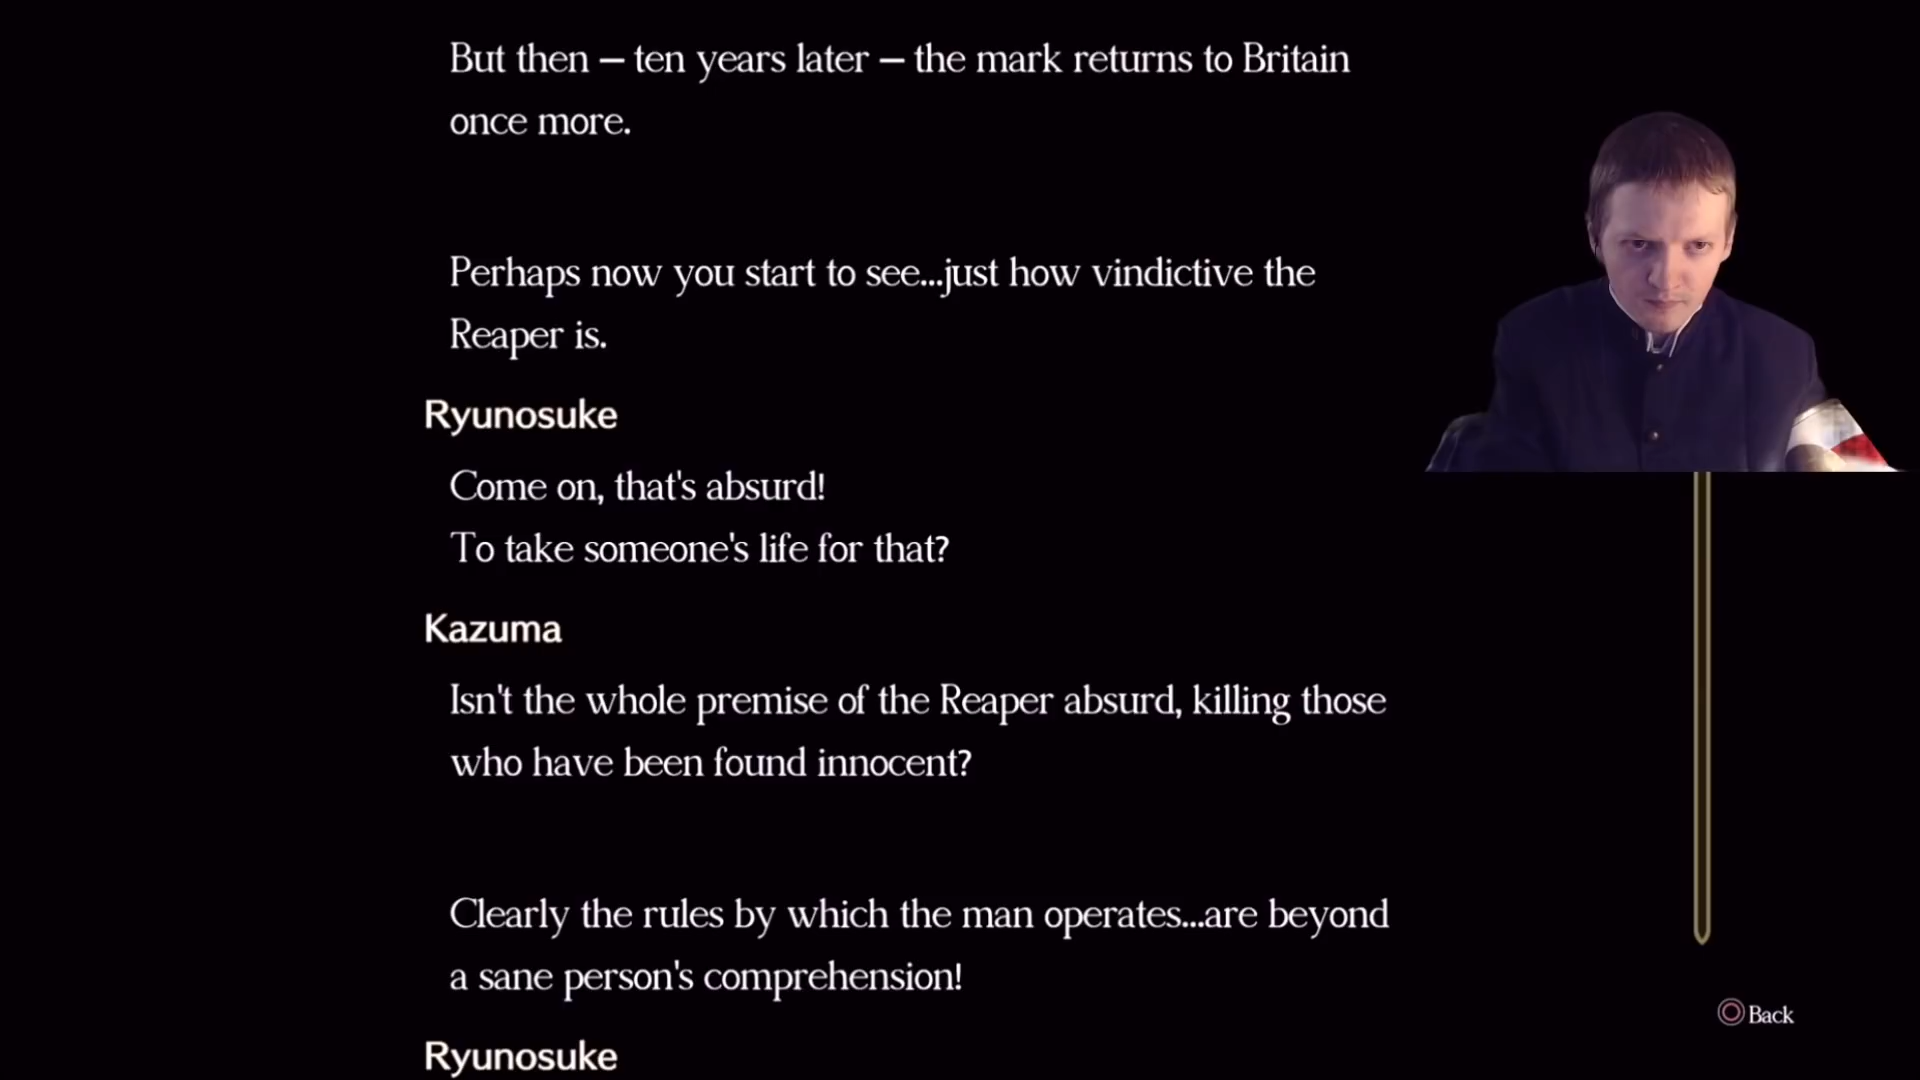 But then – ten years later – the mark returns to Britain
once more.
Perhaps now you start to see...just how vindictive the
Reaper is.
Ryunosuke
Come on, that's absurd!
To take someone's life for that?
Kazuma
Isn't the whole premise of the Reaper absurd, killing those
who have been found innocent?
Clearly the rules by which the man operates...are beyond
a sane person's comprehension!
Back
Ryunosuke